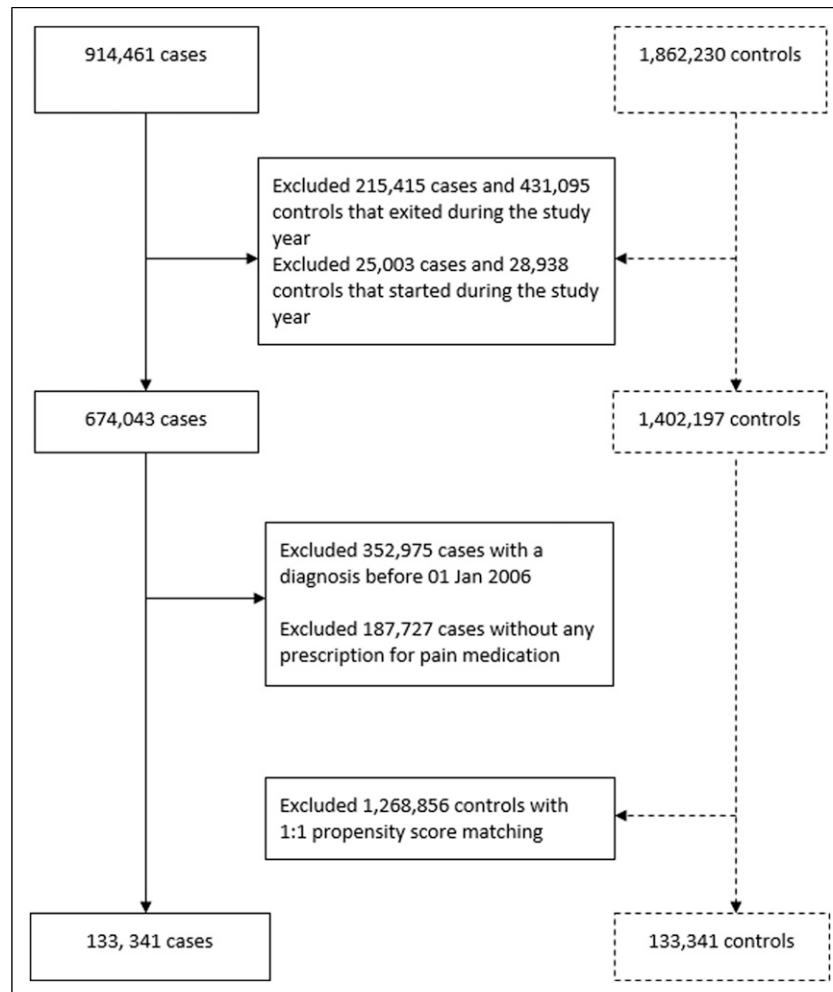 914,461 cases
1,862,230 controls
Excluded 215,415 cases and 431,095
controls that exited during the study
year
Excluded 25,003 cases and 28,938
controls that started during the study
year
674,043 cases
1,402,197 controls
Excluded 352,975 cases with a
diagnosis before 01 Jan 2006
Excluded 187,727 cases without any
prescription for pain medication
Excluded 1,268,856 controls with
1:1 propensity score matching
133, 341 cases
133,341 controls